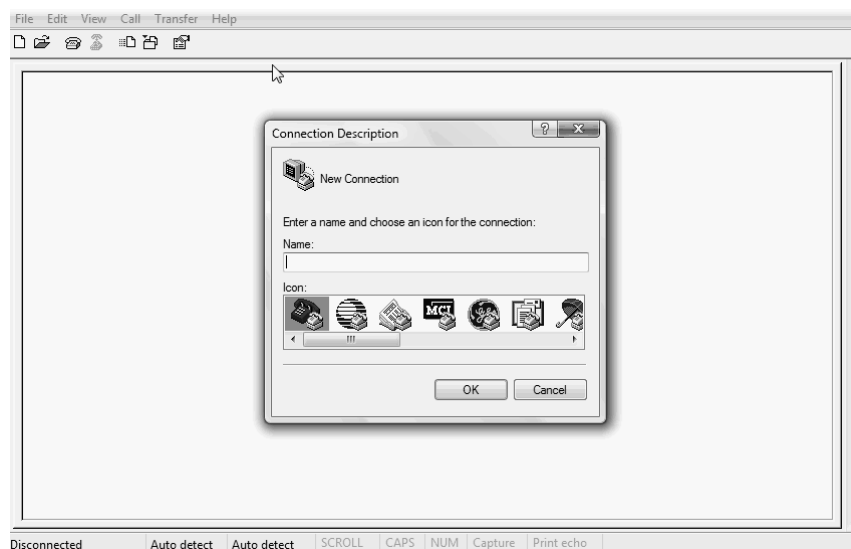 File Edit View Call Transfer Help
Connection Description
New Connection
Enter a name and choose an icon for the connection:
Name:
Icon:
MCI
OK Cancel
Disconnected Auto detect Auto detect SCROLL CAPS NUM Capture Print echo